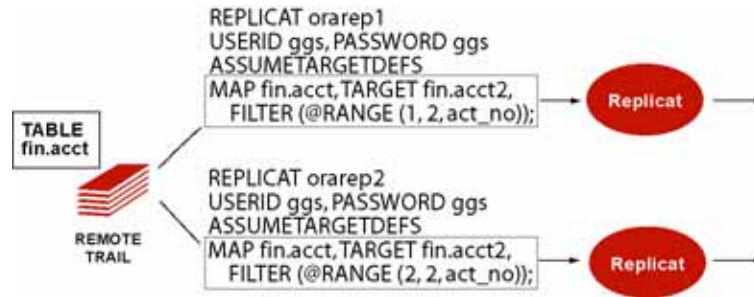 REPLICAT orarep1
USERID ggs, PASSWORD ggs
ASSUMETARGETDEFS
MAP fin.acct, TARGET fin.acct2,
FILTER (@RANGE (1, 2, act_no));
Replicat
TABLE
fin.acct
REMOTE
TRAIL
REPLICAT orarep2
USERID ggs, PASSWORD ggs
ASSUMETARGETDEFS
MAP fin.acct, TARGET fin.acct2,
FILTER (@RANGE (2, 2, act_no));
Replicat